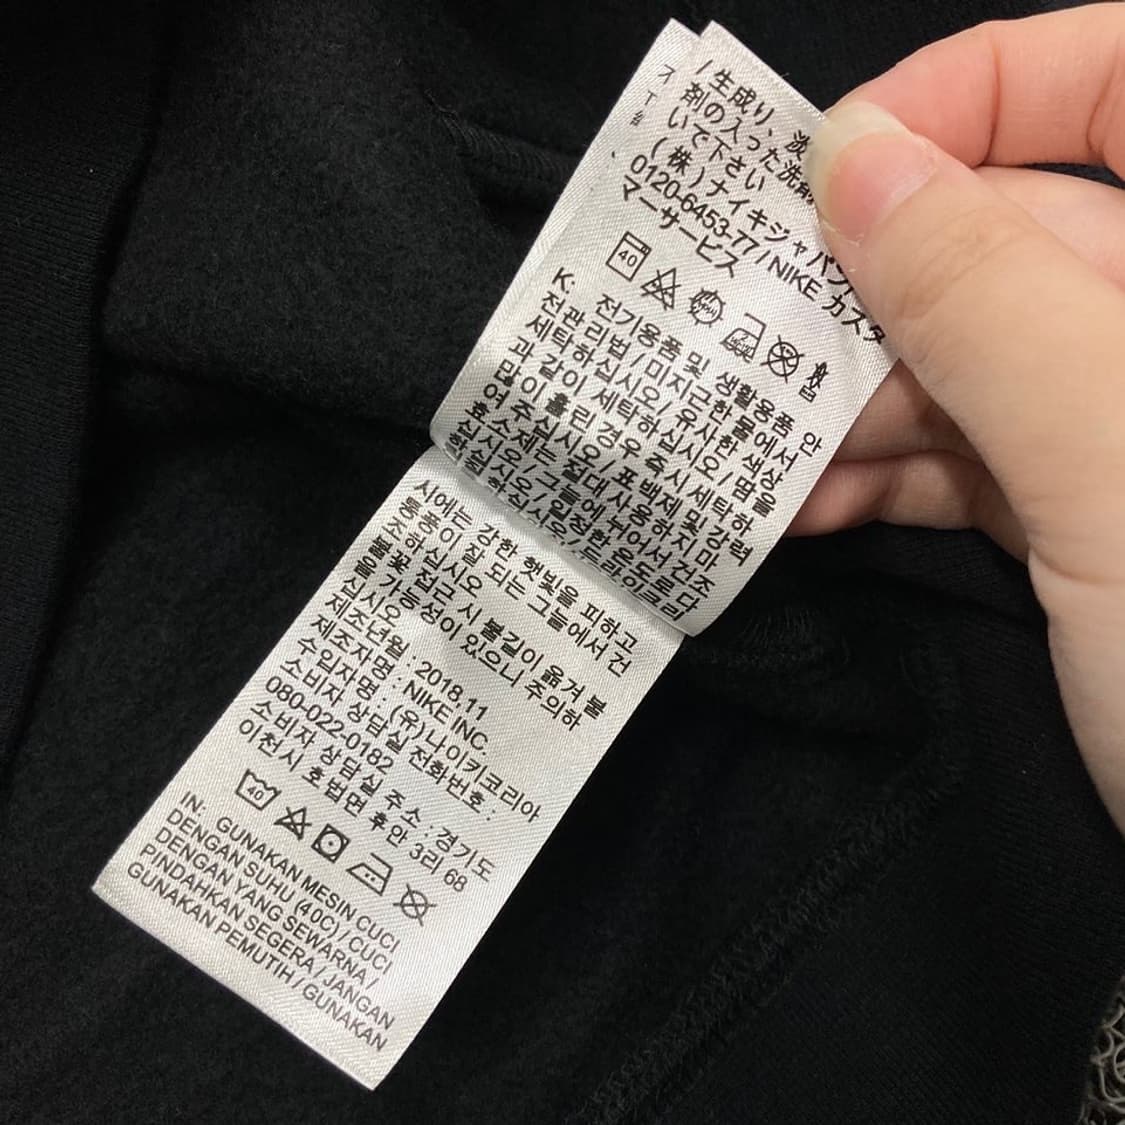 /生成り、淡
剤の入った洗剤
いで下さい
(株)ナイキジャパン
0120-6453-77/NIKE カスタ
マーサービス
40
K: 전기용품 및 생활용품 안
전관리법/미지근한 물에서
세탁하십시오/유사한 색상
과 같이 세탁하십시오/땀을
많이 흘린 경우 즉시 세탁하
여 주십시오/표백제 및 강력
효소제는 절대 사용하지 마
십시오/그늘에 뉘어서 건조
하십시오/일정한 온도로 다
시에는 강한 햇빛을 피하고
통풍이 잘 되는 그늘에서 건
조하십시오
불꽃 접근 시 불길이 옮겨 붙
을 가능성이 있으니 주의하
십시오
제조년월 : 2018.11
제조자명 : NIKE INC.
수입자명 : (유)나이키코리아
소비자 상담실 전화번호 :
080-022-0182
소비자 상담실 주소 : 경기도
이천시 호법면 후안 3리 68
40
IN: GUNAKAN MESIN CUCI
DENGAN SUHU (40C) / CUCI
DENGAN YANG SEWARNA /
PINDAHKAN SEGERA / JANGAN
GUNAKAN PEMUTIH / GUNAKAN